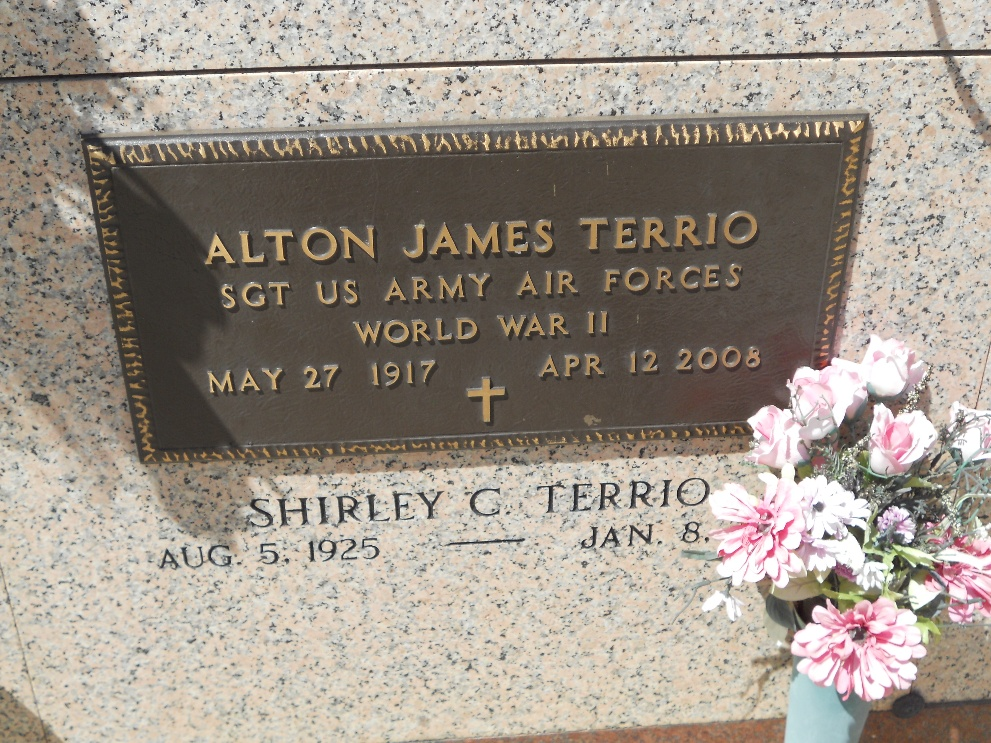 ALTON JAMES TERRIO
SGT US ARMY AIR FORCES
WORLD WAR II
MAY 27 1917 APR 12 2008
SHIRLEY C. TERRIO
AUG. 5, 1925 — JAN. 8,